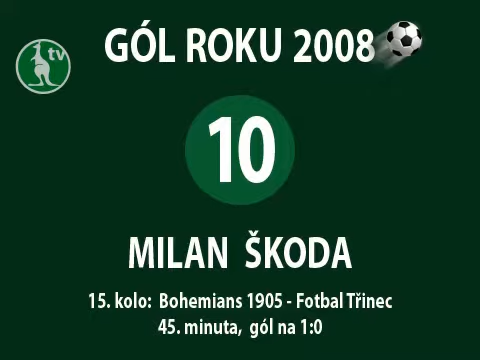 tv
GÓL ROKU 2008
10
MILAN ŠKODA
15. kolo: Bohemians 1905 - Fotbal Třinec
45. minuta, gól na 1:0